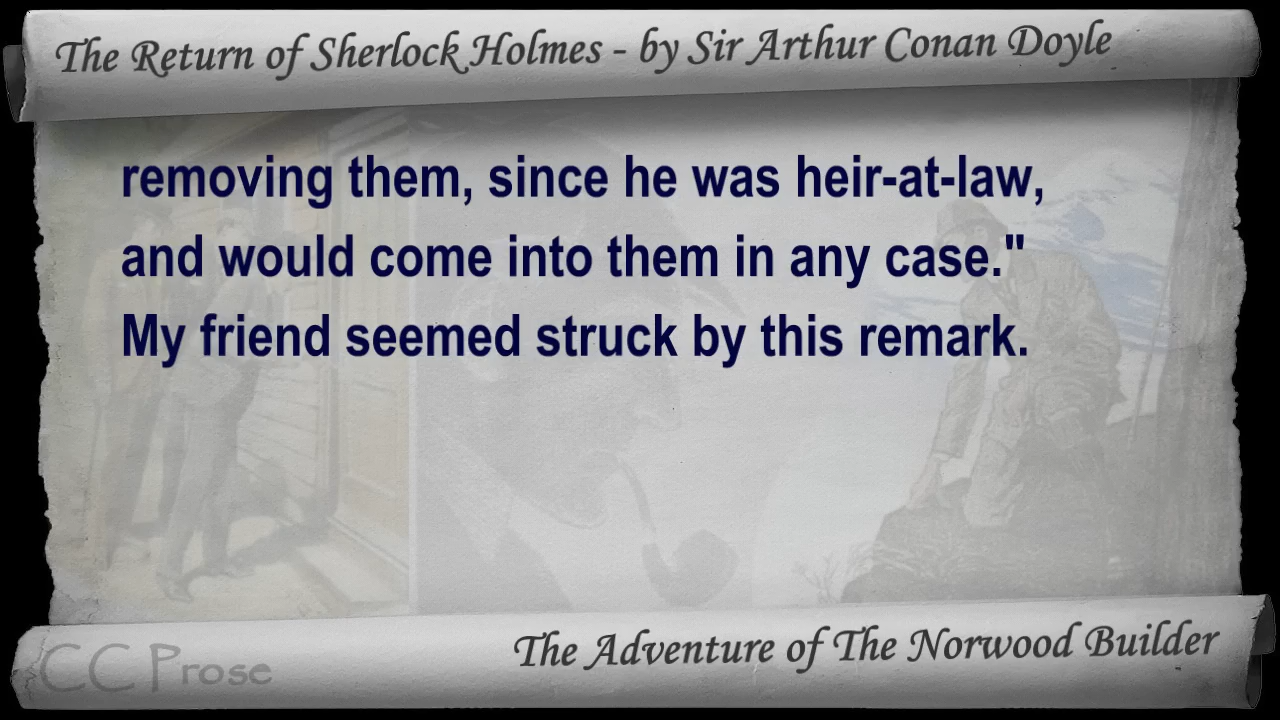 The Return of Sherlock Holmes - by Sir Arthur Conan Doyle
removing them, since he was heir-at-law,
and would come into them in any case."
My friend seemed struck by this remark.
The Adventure of The Norwood Builder
CC Prose